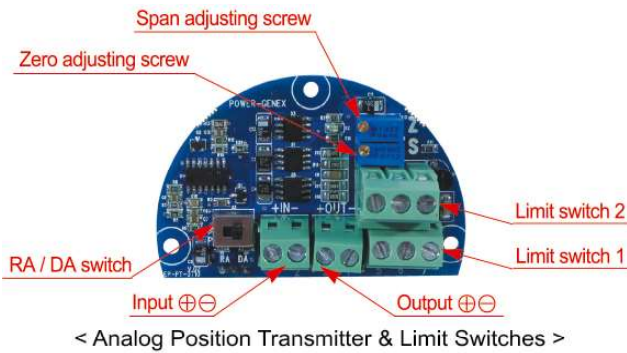 Span adjusting screw
Zero adjusting screw
POWER-GENEX
Z
S
+IN-
+OUT-
Limit switch 2
RA DA
Limit switch 1
RA / DA switch
Input ⊕⊖
Output ⊕⊖
< Analog Position Transmitter & Limit Switches >